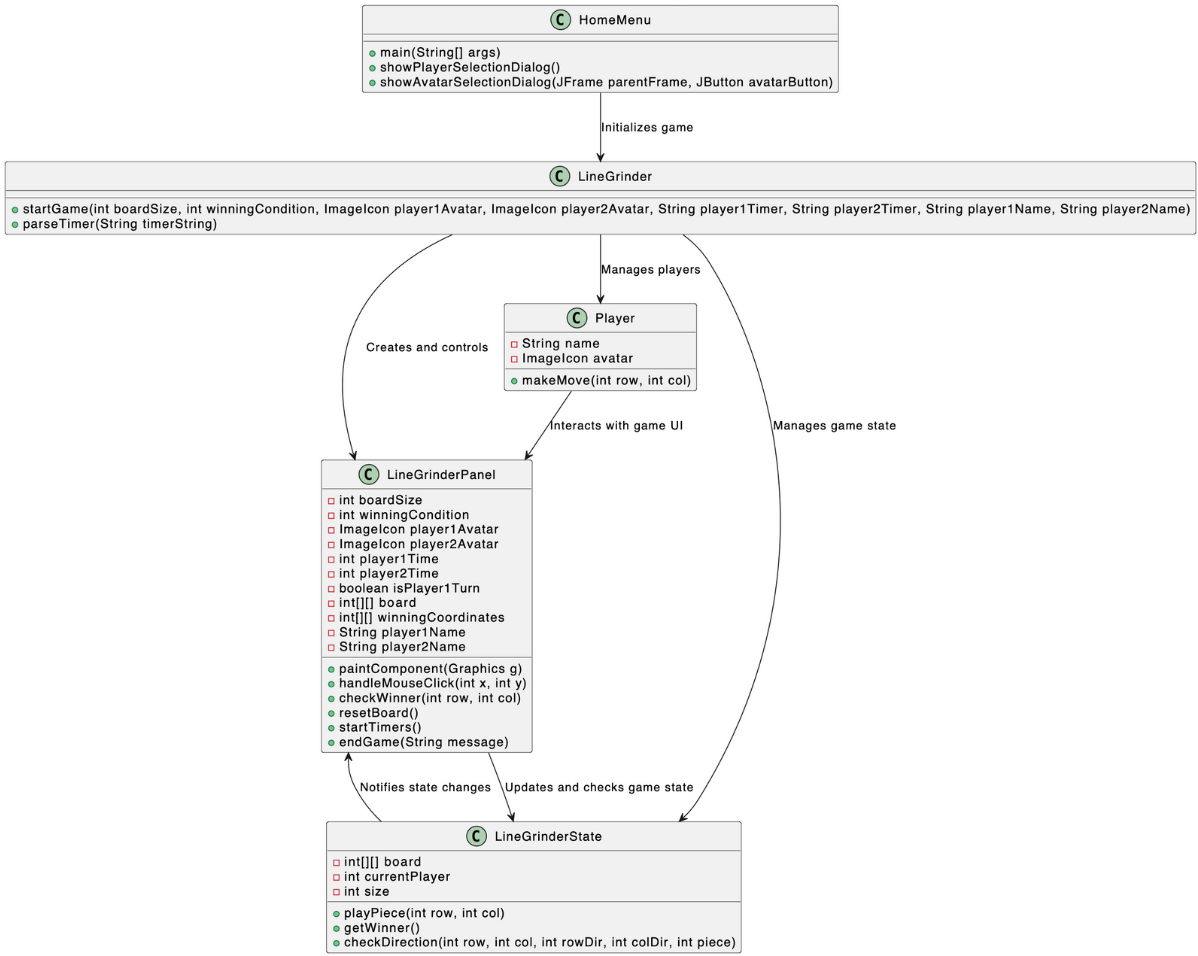 C HomeMenu
main(String[] args)
showPlayerSelectionDialog()
showAvatarSelectionDialog(JFrame parentFrame, JButton avatarButton)
Initializes game
C LineGrinder
startGame(int boardSize, int winningCondition, ImageIcon player1Avatar, ImageIcon player2Avatar, String player1Timer, String player2Timer, String player1Name, String player2Name)
parseTimer(String timerString)
Manages players
C Player
String name
ImageIcon avatar
makeMove(int row, int col)
Creates and controls
Interacts with game UI
Manages game state
C LineGrinderPanel
int boardSize
int winningCondition
ImageIcon player1Avatar
ImageIcon player2Avatar
int player1Time
int player2Time
boolean isPlayer1Turn
int[][] board
int[][] winningCoordinates
String player1Name
String player2Name
paintComponent(Graphics g)
handleMouseClick(int x, int y)
checkWinner(int row, int col)
resetBoard()
startTimers()
endGame(String message)
Notifies state changes
Updates and checks game state
C LineGrinderState
int[][] board
int currentPlayer
int size
playPiece(int row, int col)
getWinner()
checkDirection(int row, int col, int rowDir, int colDir, int piece)